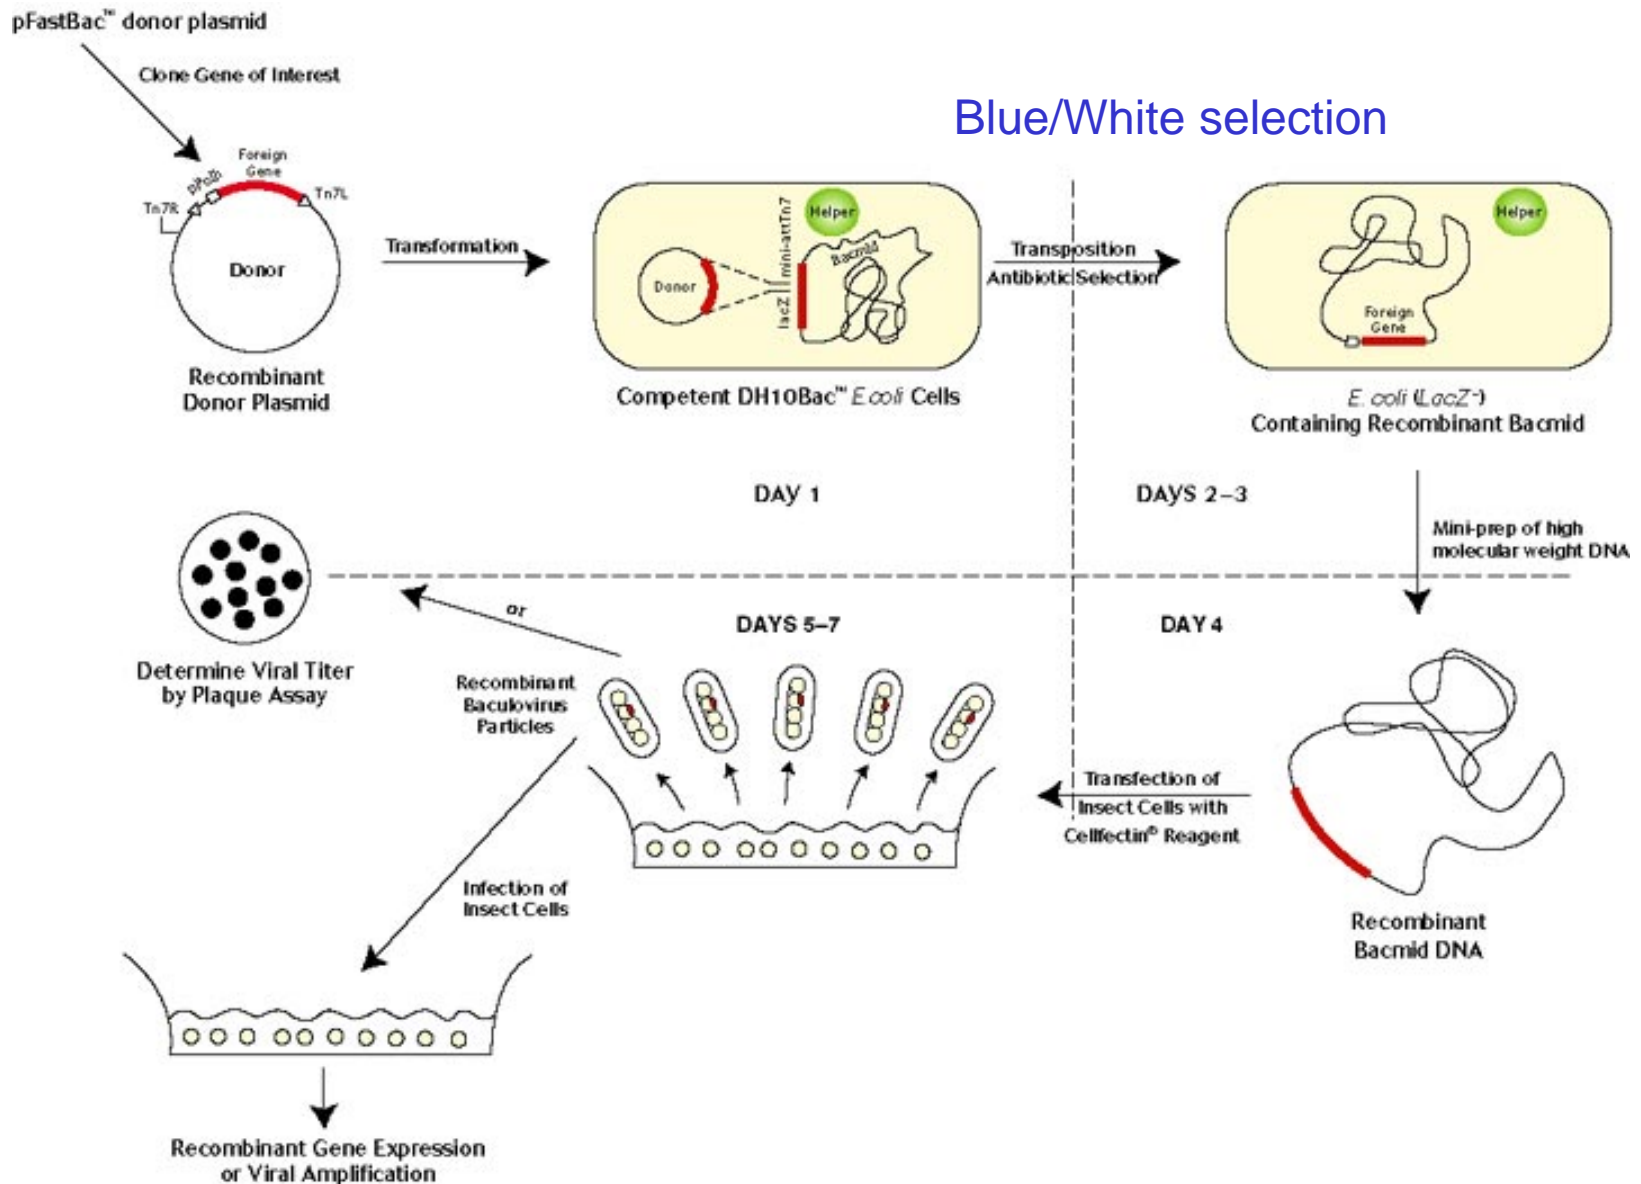 pFastBac™ donor plasmid
Clone Gene of Interest
Blue/White selection
Foreign
Gene
pPolh
Tn7R
Tn7L
Donor
Recombinant
Donor Plasmid
Transformation
Helper
mini-attTn7
lacZ
Bacmid
Donor
Competent DH10Bac™ E.coli Cells
Transposition
Antibiotic Selection
Helper
Foreign
Gene
E. coli (LacZ⁻)
Containing Recombinant Bacmid
DAY 1
DAYS 2–3
Mini-prep of high
molecular weight DNA
Determine Viral Titer
by Plaque Assay
or
DAYS 5–7
DAY 4
Recombinant
Baculovirus
Particles
Transfection of
Insect Cells with
Cellfectin® Reagent
Recombinant
Bacmid DNA
Infection of
Insect Cells
Recombinant Gene Expression
or Viral Amplification